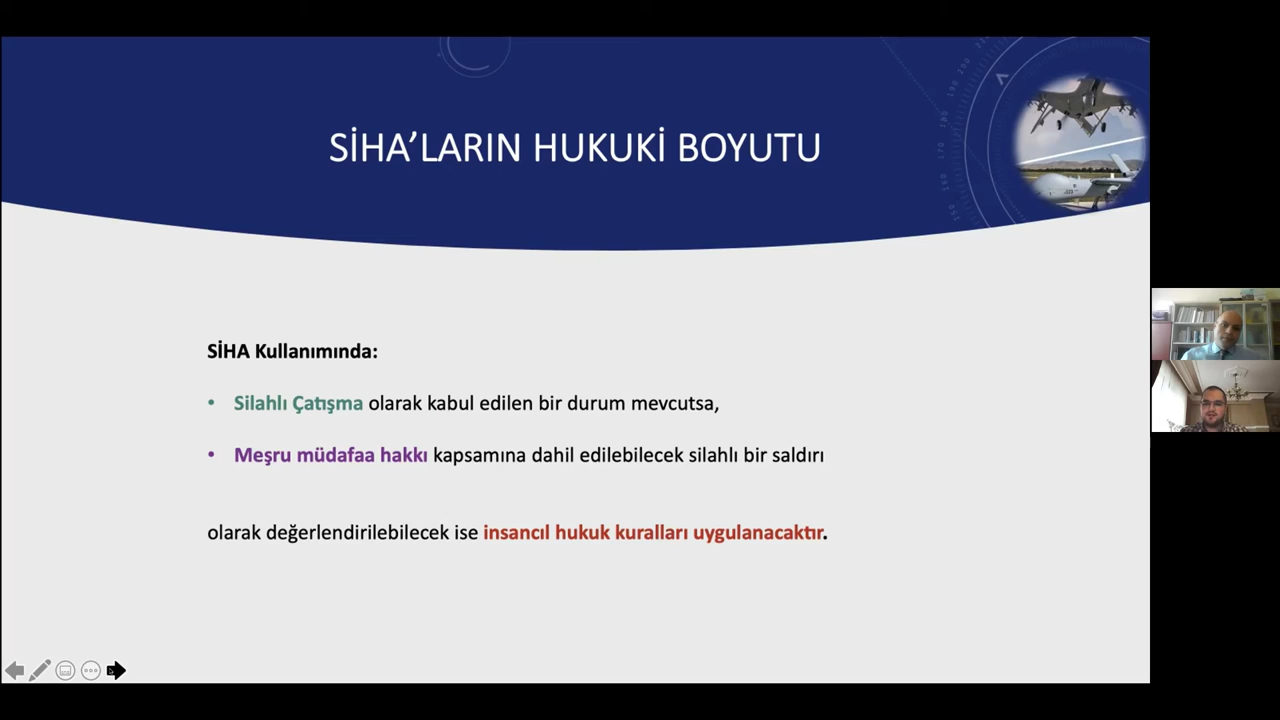 SİHA’LARIN HUKUKİ BOYUTU
SİHA Kullanımında:
• Silahlı Çatışma olarak kabul edilen bir durum mevcutsa,
• Meşru müdafaa hakkı kapsamına dahil edilebilecek silahlı bir saldırı
olarak değerlendirilebilecek ise insancıl hukuk kuralları uygulanacaktır.